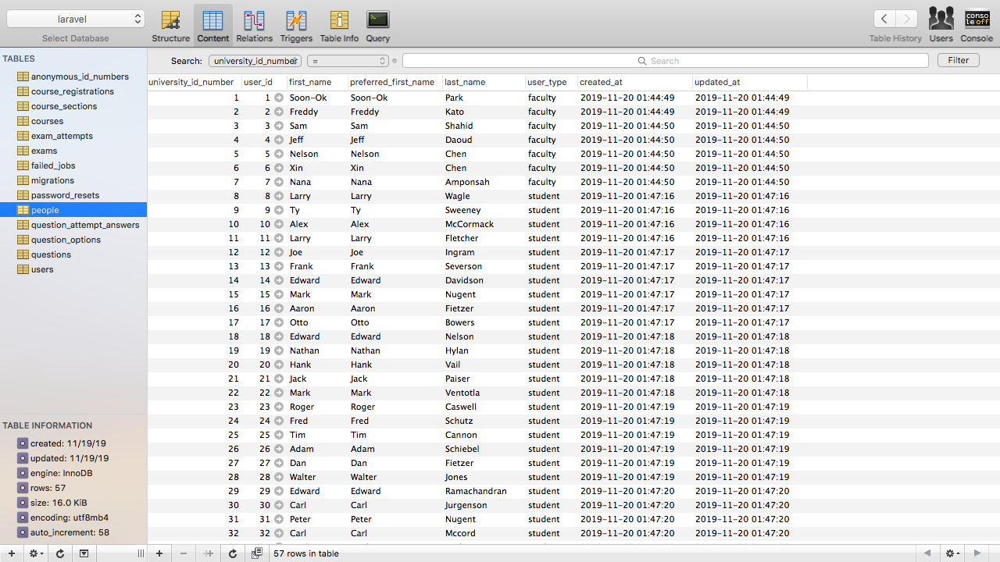 laravel
Select Database
Structure Content Relations Triggers Table Info Query
Table History Users Console
conso
le off
TABLES
anonymous_id_numbers
course_registrations
course_sections
courses
exam_attempts
exams
failed_jobs
migrations
password_resets
people
question_attempt_answers
question_options
questions
users
TABLE INFORMATION
created: 11/19/19
updated: 11/19/19
engine: InnoDB
rows: 57
size: 16.0 KiB
encoding: utf8mb4
auto_increment: 58
Search: university_id_number = Search Filter
university_id_number user_id first_name preferred_first_name last_name user_type created_at updated_at
1 1 Soon-Ok Soon-Ok Park faculty 2019-11-20 01:44:49 2019-11-20 01:44:49
2 2 Freddy Freddy Kato faculty 2019-11-20 01:44:49 2019-11-20 01:44:49
3 3 Sam Sam Shahid faculty 2019-11-20 01:44:50 2019-11-20 01:44:50
4 4 Jeff Jeff Daoud faculty 2019-11-20 01:44:50 2019-11-20 01:44:50
5 5 Nelson Nelson Chen faculty 2019-11-20 01:44:50 2019-11-20 01:44:50
6 6 Xin Xin Chen faculty 2019-11-20 01:44:50 2019-11-20 01:44:50
7 7 Nana Nana Amponsah faculty 2019-11-20 01:44:50 2019-11-20 01:44:50
8 8 Larry Larry Wagle student 2019-11-20 01:47:16 2019-11-20 01:47:16
9 9 Ty Ty Sweeney student 2019-11-20 01:47:16 2019-11-20 01:47:16
10 10 Alex Alex McCormack student 2019-11-20 01:47:16 2019-11-20 01:47:16
11 11 Larry Larry Fletcher student 2019-11-20 01:47:16 2019-11-20 01:47:16
12 12 Joe Joe Ingram student 2019-11-20 01:47:17 2019-11-20 01:47:17
13 13 Frank Frank Severson student 2019-11-20 01:47:17 2019-11-20 01:47:17
14 14 Edward Edward Davidson student 2019-11-20 01:47:17 2019-11-20 01:47:17
15 15 Mark Mark Nugent student 2019-11-20 01:47:17 2019-11-20 01:47:17
16 16 Aaron Aaron Fietzer student 2019-11-20 01:47:17 2019-11-20 01:47:17
17 17 Otto Otto Bowers student 2019-11-20 01:47:17 2019-11-20 01:47:17
18 18 Edward Edward Nelson student 2019-11-20 01:47:18 2019-11-20 01:47:18
19 19 Nathan Nathan Hylan student 2019-11-20 01:47:18 2019-11-20 01:47:18
20 20 Hank Hank Vail student 2019-11-20 01:47:18 2019-11-20 01:47:18
21 21 Jack Jack Paiser student 2019-11-20 01:47:18 2019-11-20 01:47:18
22 22 Mark Mark Ventotla student 2019-11-20 01:47:18 2019-11-20 01:47:18
23 23 Roger Roger Caswell student 2019-11-20 01:47:19 2019-11-20 01:47:19
24 24 Fred Fred Schutz student 2019-11-20 01:47:19 2019-11-20 01:47:19
25 25 Tim Tim Cannon student 2019-11-20 01:47:19 2019-11-20 01:47:19
26 26 Adam Adam Schiebel student 2019-11-20 01:47:19 2019-11-20 01:47:19
27 27 Dan Dan Fietzer student 2019-11-20 01:47:19 2019-11-20 01:47:19
28 28 Walter Walter Jones student 2019-11-20 01:47:19 2019-11-20 01:47:19
29 29 Edward Edward Ramachandran student 2019-11-20 01:47:20 2019-11-20 01:47:20
30 30 Carl Carl Jurgenson student 2019-11-20 01:47:20 2019-11-20 01:47:20
31 31 Peter Peter Nugent student 2019-11-20 01:47:20 2019-11-20 01:47:20
32 32 Carl Carl Mccord student 2019-11-20 01:47:20 2019-11-20 01:47:20
57 rows in table